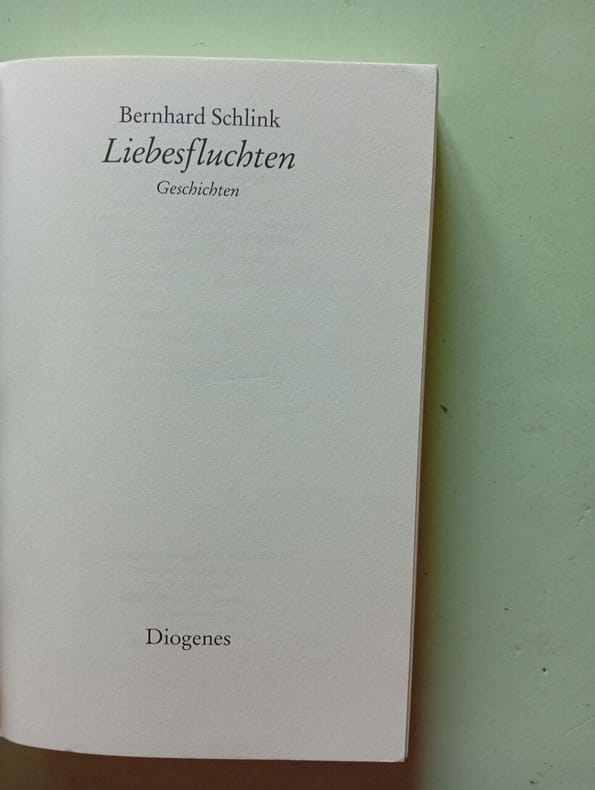 Bernhard Schlink
Liebesfluchten
Geschichten
Diogenes